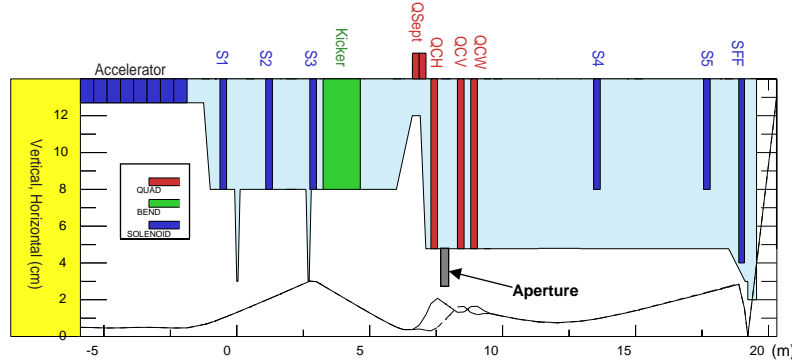 S1
S2
S3
Kicker
QSept
QCH
QCV
QCW
S4
S5
SFF
Accelerator
Vertical, Horizontal (cm)
12
10
8
6
4
2
0
QUAD
BEND
SOLENOID
Aperture
-5
0
5
10
15
20
(m)